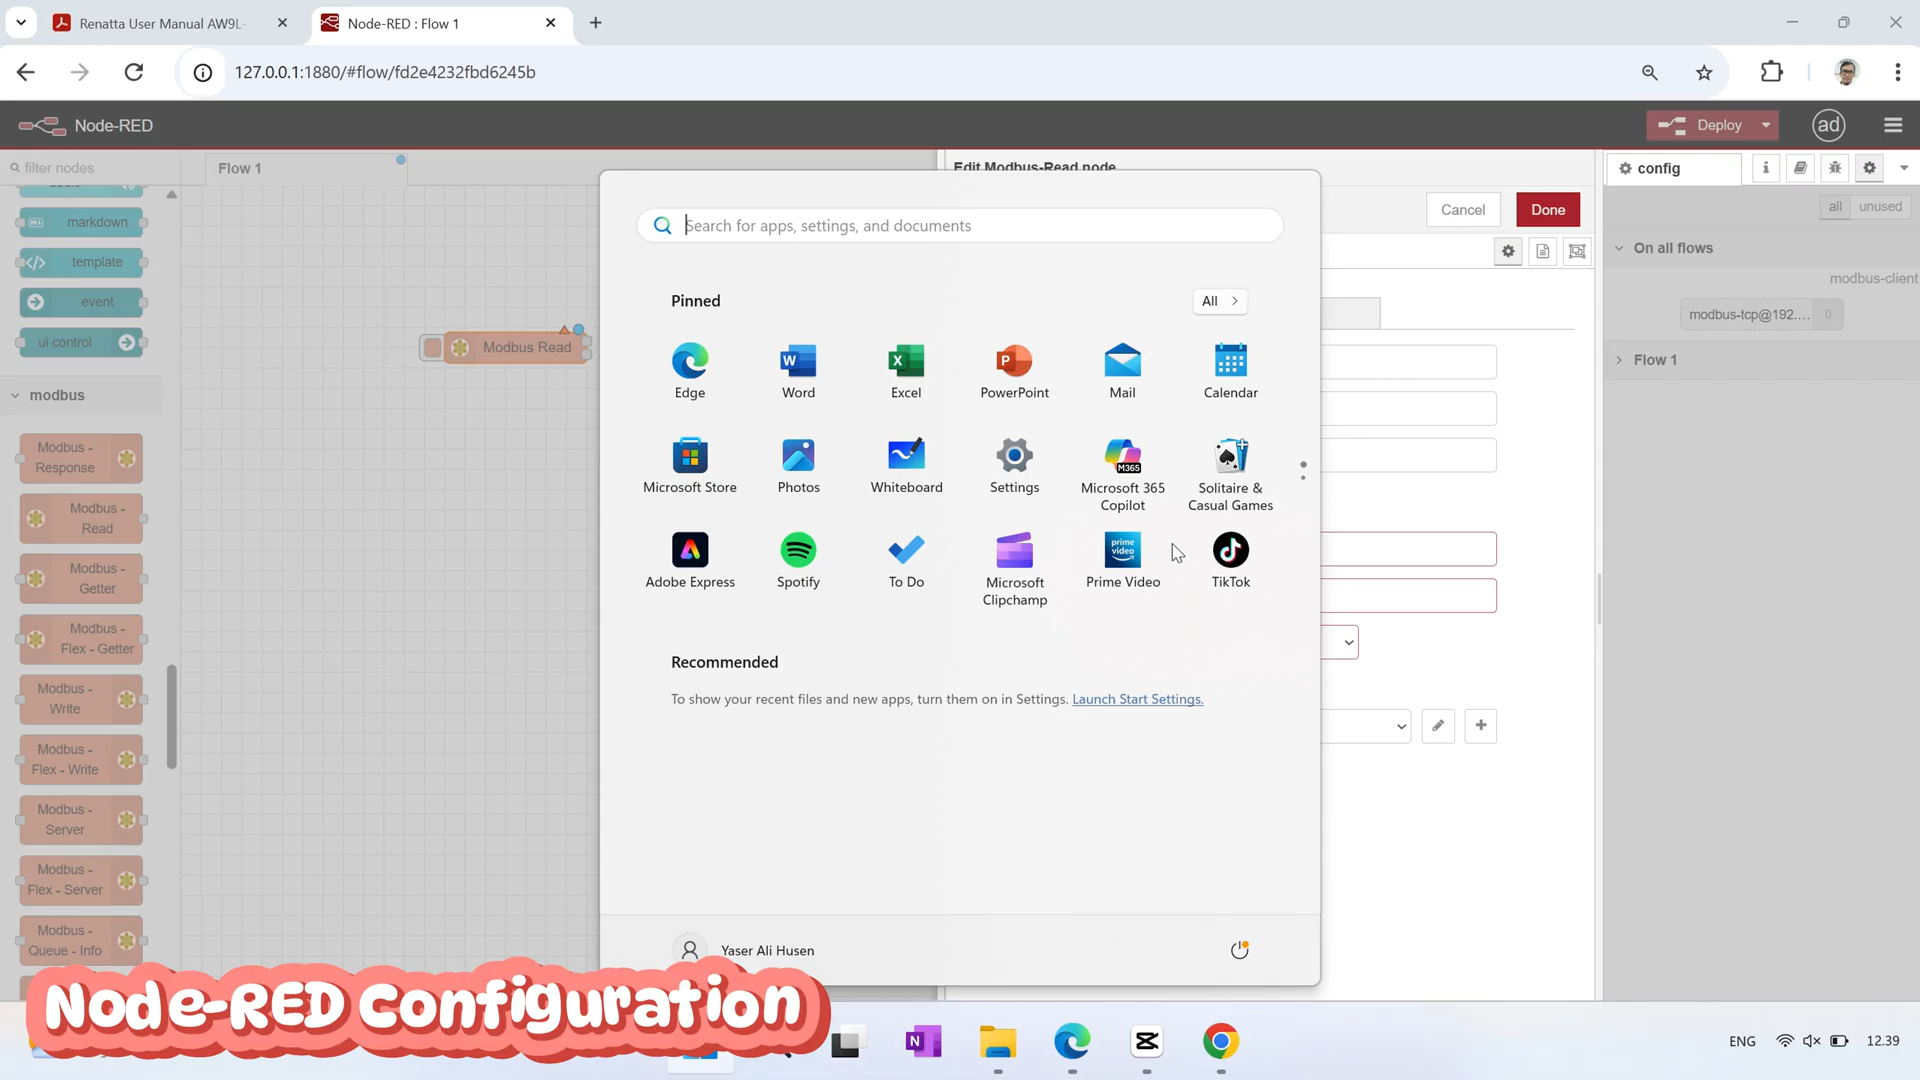 Renatta User Manual AW9L-
Node-RED : Flow 1
127.0.0.1:1880/#flow/fd2e4232fbd6245b
Node-RED
Deploy
ad
filter nodes
Flow 1
Edit Modbus-Read node
config
i
Cancel
Done
all
unused
markdown
template
event
ui control
modbus
Modbus -
Response
Modbus -
Read
Modbus -
Getter
Modbus -
Flex - Getter
Modbus -
Write
Modbus -
Flex - Write
Modbus -
Server
Modbus -
Flex - Server
Modbus -
Queue - Info
Modbus Read
Search for apps, settings, and documents
Pinned
All
Edge
Word
Excel
PowerPoint
Mail
Calendar
Microsoft Store
Photos
Whiteboard
Settings
M365
Microsoft 365
Copilot
Solitaire &
Casual Games
Adobe Express
Spotify
To Do
Microsoft
Clipchamp
prime
video
Prime Video
TikTok
Recommended
To show your recent files and new apps, turn them on in Settings. Launch Start Settings.
Yaser Ali Husen
On all flows
modbus-client
modbus-tcp@192....
0
Flow 1
Node-RED Configuration
ENG
12.39